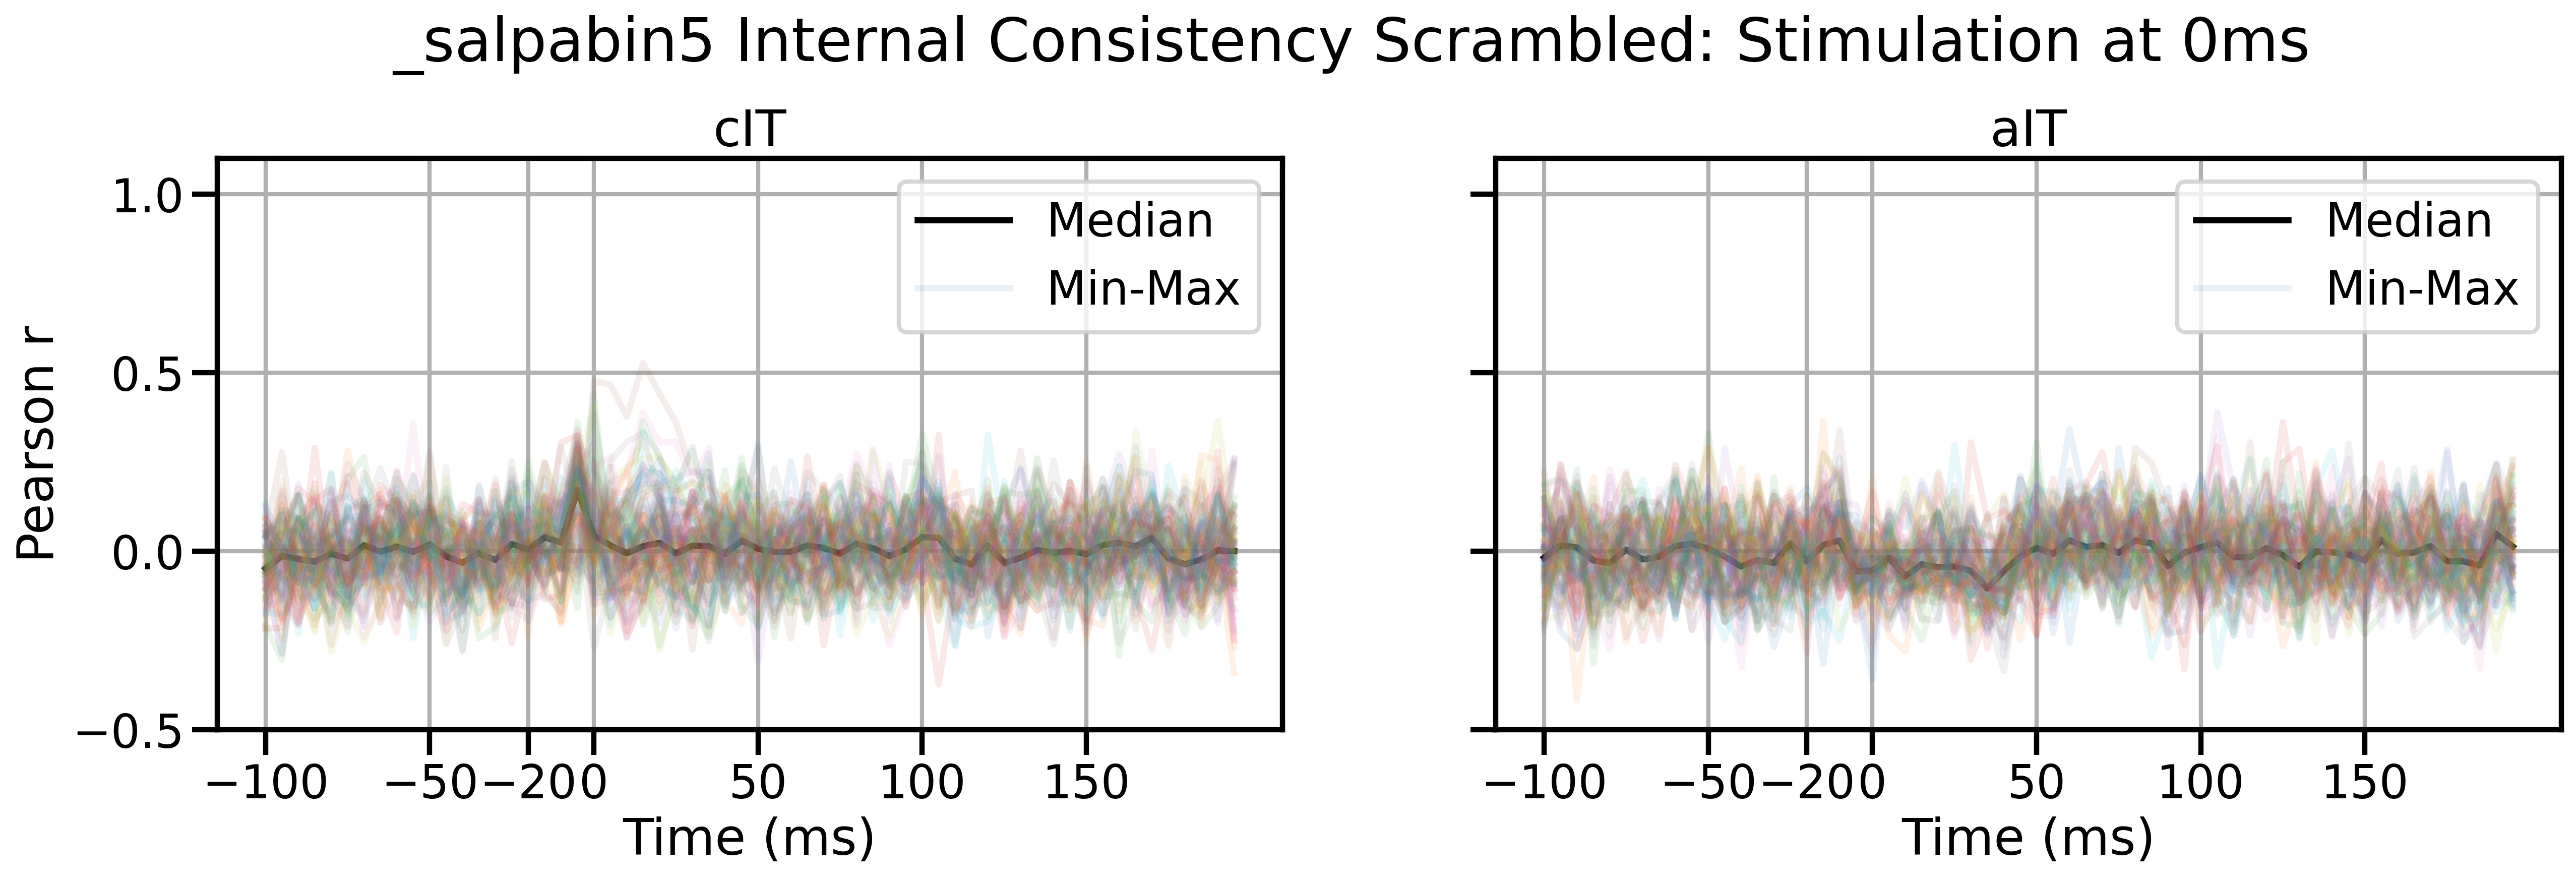 _salpabin5 Internal Consistency Scrambled: Stimulation at 0ms
cIT
aIT
Pearson r
1.0
0.5
0.0
−0.5
Median
Min-Max
Median
Min-Max
−100 −50 −200 0 50 100 150
−100 −50 −200 0 50 100 150
Time (ms)
Time (ms)